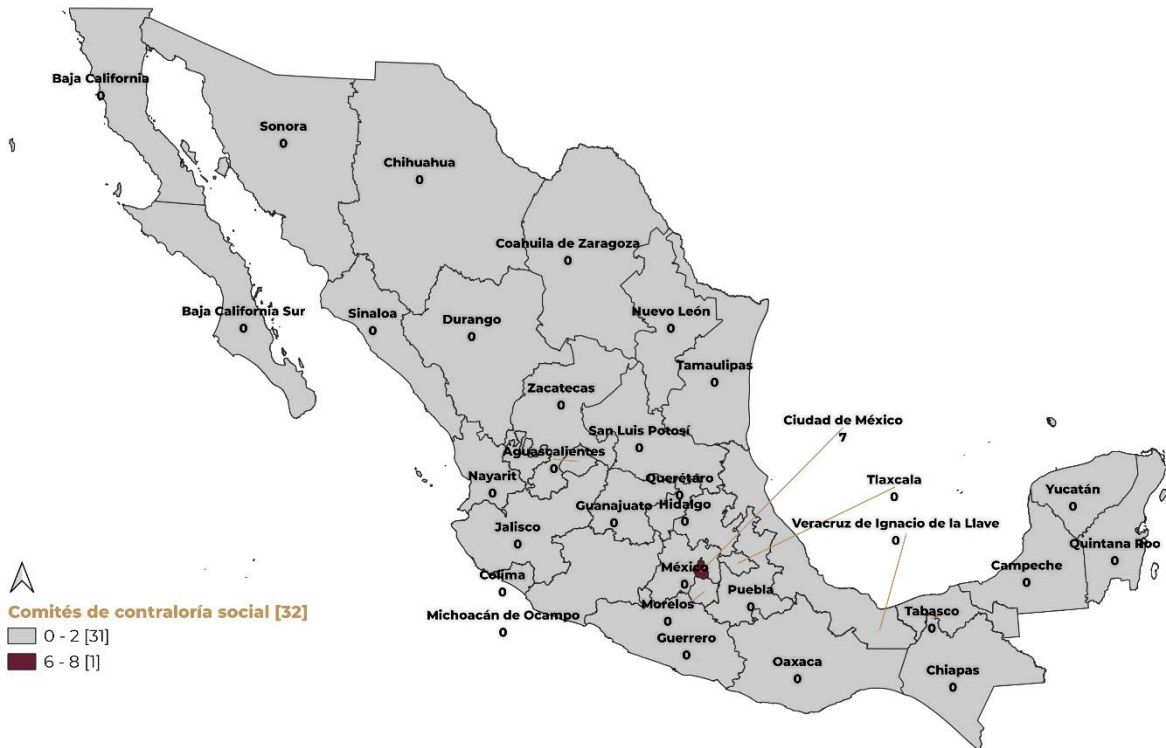 Baja California
0
Sonora
0
Chihuahua
0
Coahuila de Zaragoza
0
Baja California Sur
0
Sinaloa
0
Durango
0
Nuevo León
0
Tamaulipas
0
Zacatecas
0
San Luis Potosí
0
Ciudad de México
7
Aguascalientes
0
Nayarit
0
Querétaro
0
Tlaxcala
0
Yucatán
0
Guanajuato
0
Hidalgo
0
Jalisco
0
Veracruz de Ignacio de la Llave
0
Quintana Roo
0
Campeche
0
México
0
Colima
0
Puebla
0
Morelos
0
Michoacán de Ocampo
0
Tabasco
0
Guerrero
0
Oaxaca
0
Chiapas
0
Comités de contraloría social [32]
0 - 2 [31]
6 - 8 [1]